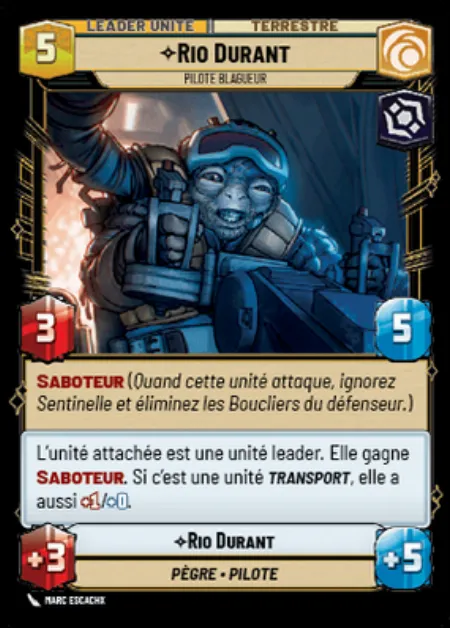 LEADER UNITÉ
TERRESTRE
5
RIO DURANT
PILOTE BLAGUEUR
3
5
SABOTEUR (Quand cette unité attaque, ignorez
Sentinelle et éliminez les Boucliers du défenseur.)
L'unité attachée est une unité leader. Elle gagne
SABOTEUR. Si c'est une unité TRANSPORT, elle a
aussi +1/+0.
RIO DURANT
+3
+5
PÈGRE • PILOTE
MARC ESCACHX